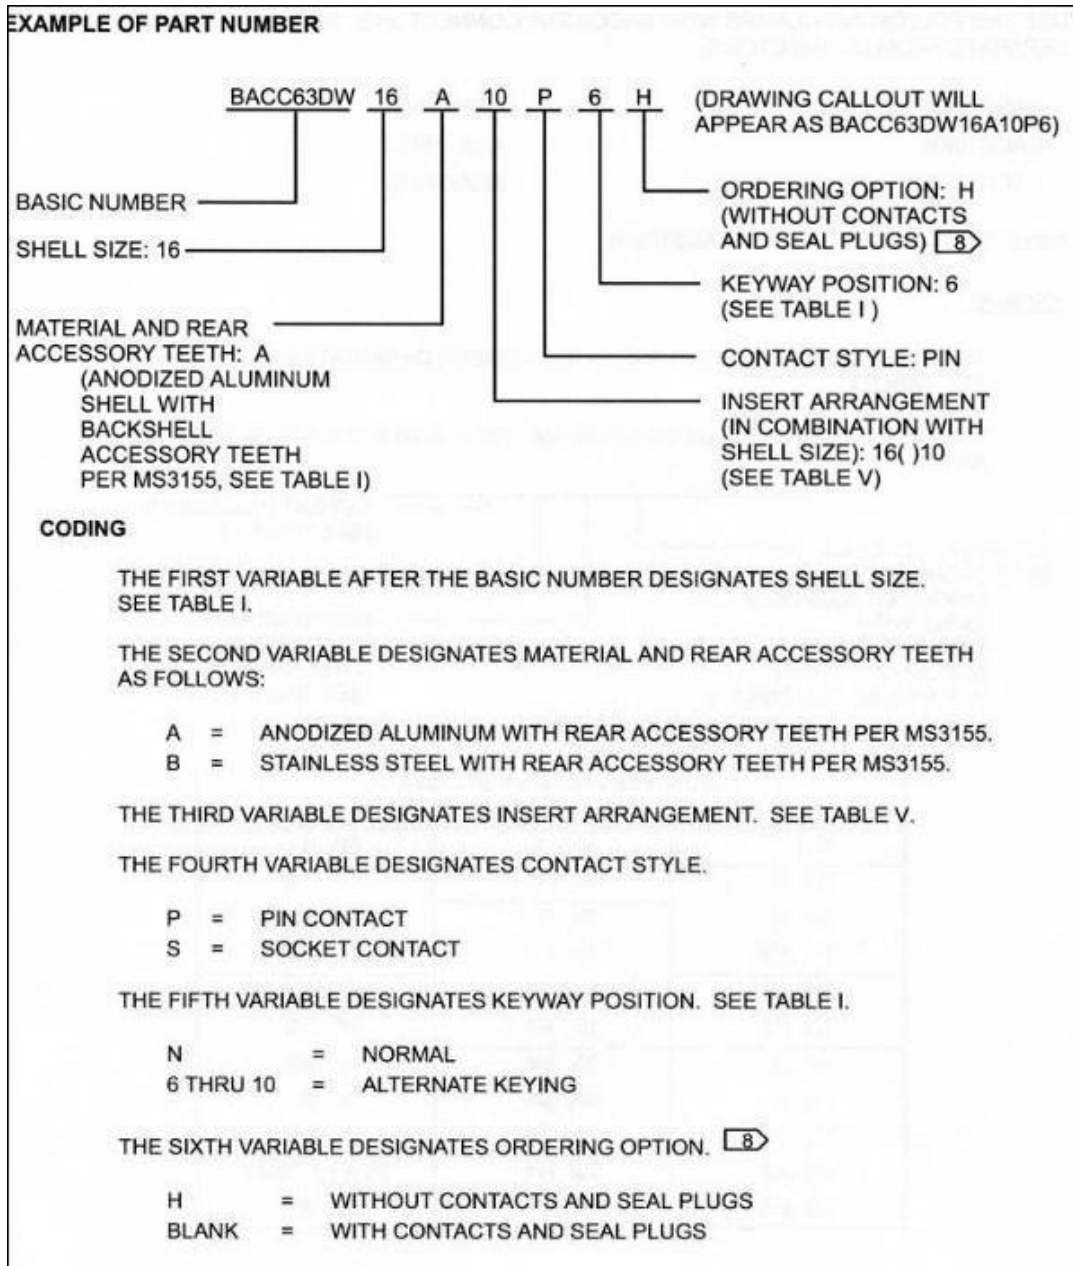 EXAMPLE OF PART NUMBER
BACC63DW 16 A 10 P 6 H
(DRAWING CALLOUT WILL
APPEAR AS BACC63DW16A10P6)
BASIC NUMBER
SHELL SIZE: 16
MATERIAL AND REAR
ACCESSORY TEETH: A
(ANODIZED ALUMINUM
SHELL WITH
BACKSHELL
ACCESSORY TEETH
PER MS3155, SEE TABLE I)
ORDERING OPTION: H
(WITHOUT CONTACTS
AND SEAL PLUGS) 8
KEYWAY POSITION: 6
(SEE TABLE I )
CONTACT STYLE: PIN
INSERT ARRANGEMENT
(IN COMBINATION WITH
SHELL SIZE): 16( )10
(SEE TABLE V)
CODING
THE FIRST VARIABLE AFTER THE BASIC NUMBER DESIGNATES SHELL SIZE.
SEE TABLE I.
THE SECOND VARIABLE DESIGNATES MATERIAL AND REAR ACCESSORY TEETH
AS FOLLOWS:
A = ANODIZED ALUMINUM WITH REAR ACCESSORY TEETH PER MS3155.
B = STAINLESS STEEL WITH REAR ACCESSORY TEETH PER MS3155.
THE THIRD VARIABLE DESIGNATES INSERT ARRANGEMENT. SEE TABLE V.
THE FOURTH VARIABLE DESIGNATES CONTACT STYLE.
P = PIN CONTACT
S = SOCKET CONTACT
THE FIFTH VARIABLE DESIGNATES KEYWAY POSITION. SEE TABLE I.
N = NORMAL
6 THRU 10 = ALTERNATE KEYING
THE SIXTH VARIABLE DESIGNATES ORDERING OPTION. 8
H = WITHOUT CONTACTS AND SEAL PLUGS
BLANK = WITH CONTACTS AND SEAL PLUGS